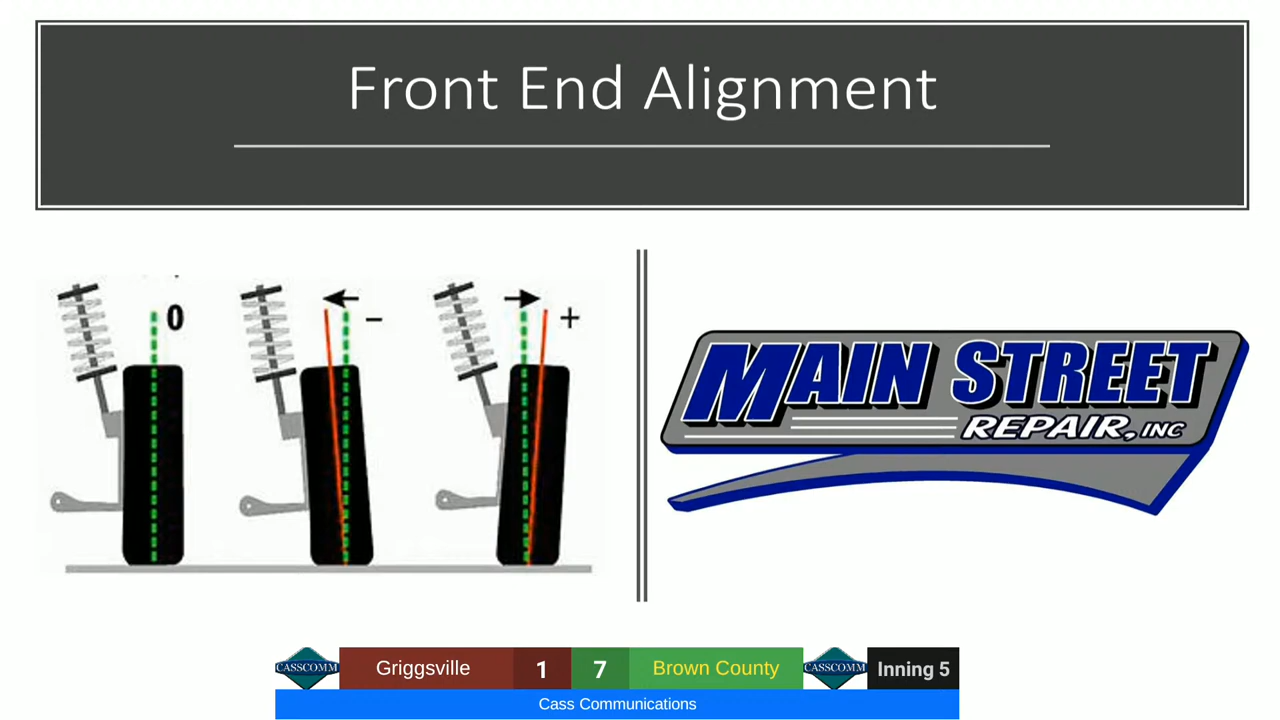 Front End Alignment
0
-
+
MAIN STREET
REPAIR, INC
CASSCOMM
Griggsville 1 7 Brown County
CASSCOMM
Inning 5
Cass Communications